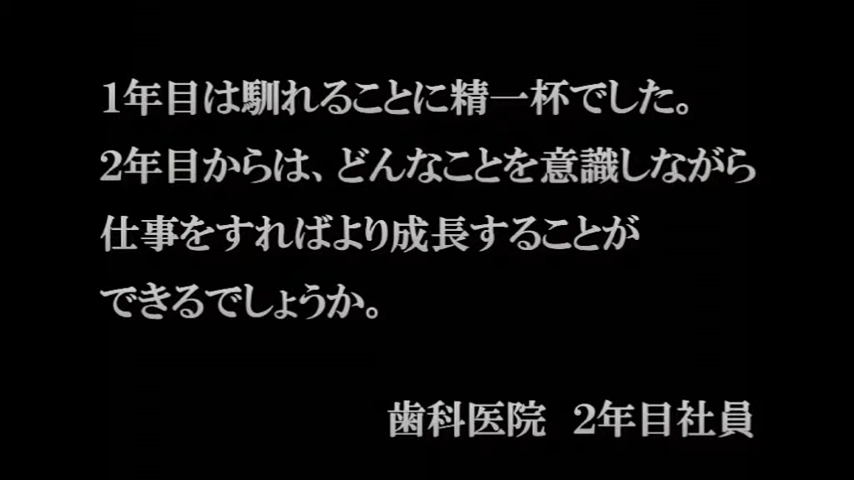 1年目は馴れることに精一杯でした。
2年目からは、どんなことを意識しながら
仕事をすればより成長することが
できるでしょうか。
歯科医院　2年目社員